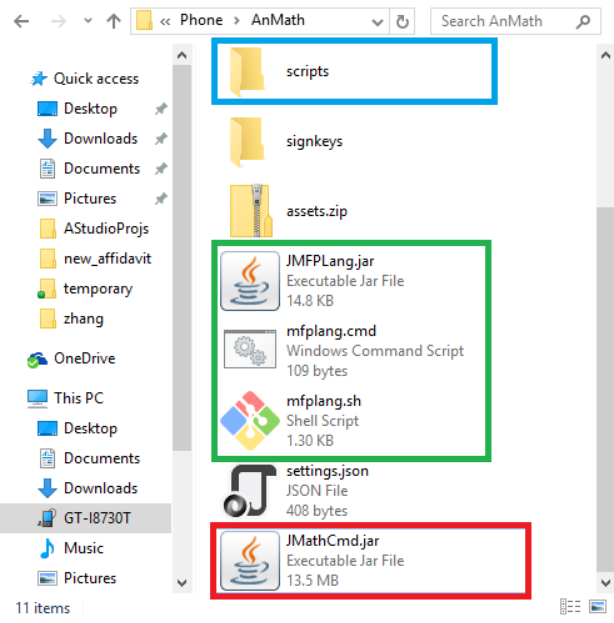 « Phone > AnMath
Search AnMath
Quick access
Desktop
Downloads
Documents
Pictures
AStudioProjs
new_affidavit
temporary
zhang
OneDrive
This PC
Desktop
Documents
Downloads
GT-I8730T
Music
Pictures
scripts
signkeys
assets.zip
JMFPLang.jar
Executable Jar File
14.8 KB
mfplang.cmd
Windows Command Script
109 bytes
mfplang.sh
Shell Script
1.30 KB
settings.json
JSON File
408 bytes
JMathCmd.jar
Executable Jar File
13.5 MB
11 items